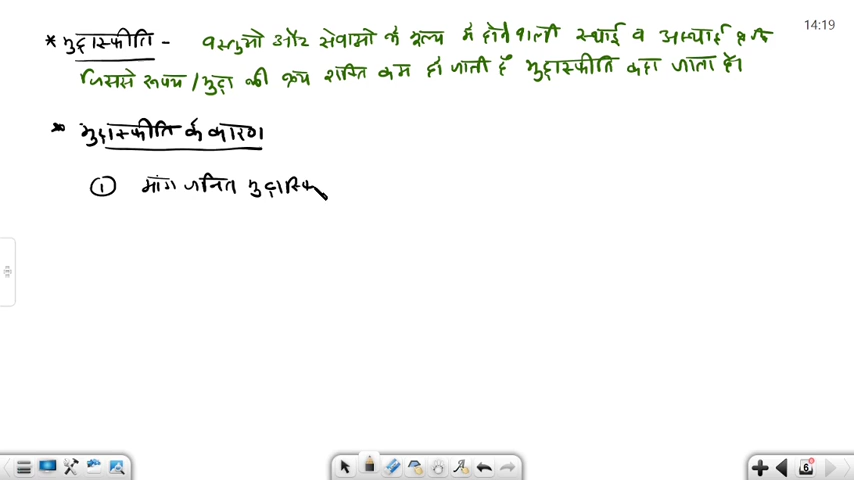 14:19
* मुद्रास्फीति - वस्तुओ और सेवाओ के मूल्य में होने वाली स्थाई व अस्थाई
जिससे रूपय / मुद्रा की क्रय शक्ति कम हो जाती हैं मुद्रास्फीति कहा जाता है।
* मुद्रास्फीति के कारण
① मांग जनित मुद्रास्फि
6